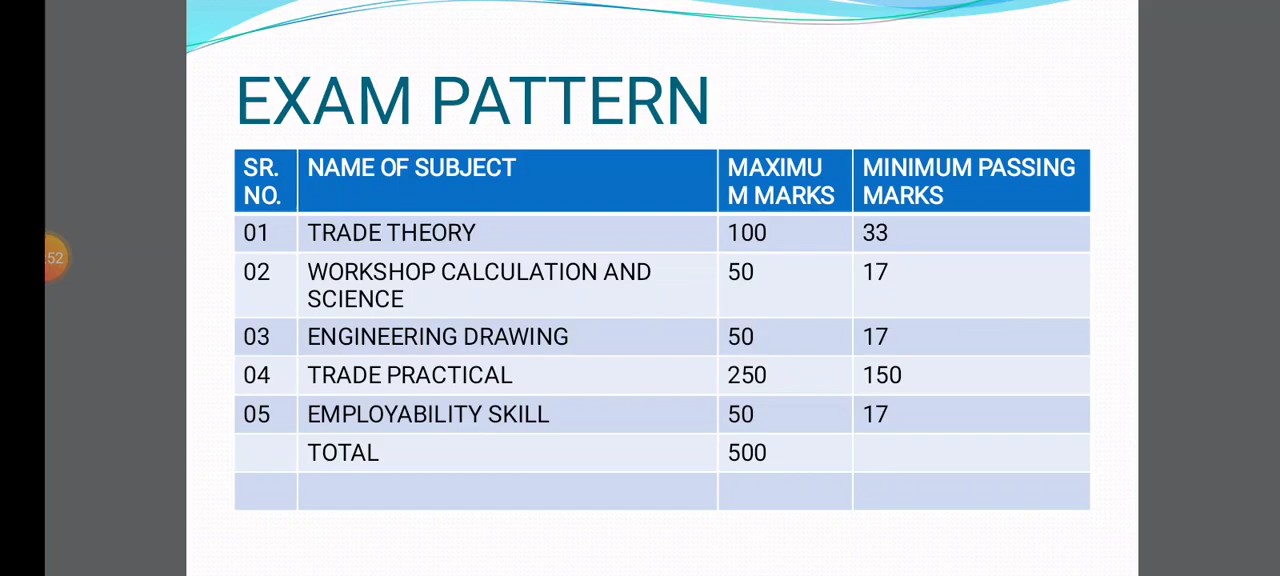 EXAM PATTERN
SR. NO. NAME OF SUBJECT MAXIMU M MARKS MINIMUM PASSING MARKS
01 TRADE THEORY 100 33
02 WORKSHOP CALCULATION AND SCIENCE 50 17
03 ENGINEERING DRAWING 50 17
04 TRADE PRACTICAL 250 150
05 EMPLOYABILITY SKILL 50 17
TOTAL 500
:52